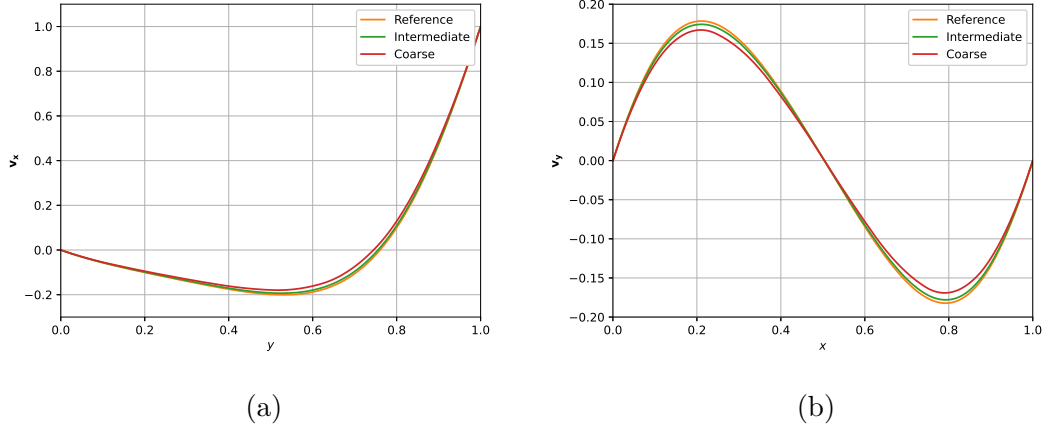 Reference
Intermediate
Coarse
1.0
0.8
0.6
0.4
0.2
0.0
−0.2
v_x
0.0 0.2 0.4 0.6 0.8 1.0
y
(a)
Reference
Intermediate
Coarse
0.20
0.15
0.10
0.05
0.00
−0.05
−0.10
−0.15
−0.20
v_y
0.0 0.2 0.4 0.6 0.8 1.0
x
(b)